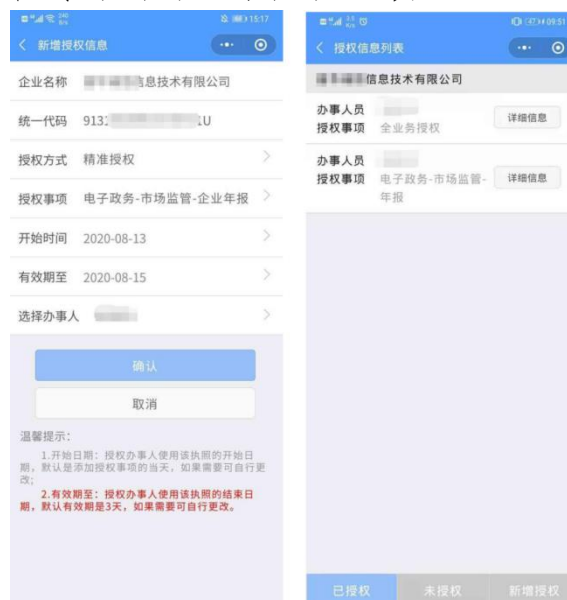 15:17
新增授权信息
企业名称 息技术有限公司
统一代码 913 U
授权方式 精准授权
授权事项 电子政务-市场监管-企业年报
开始时间 2020-08-13
有效期至 2020-08-15
选择办事人
确认
取消
温馨提示:
1.开始日期：授权办事人使用该执照的开始日
期，默认是添加授权事项的当天，如果需要可自行更
改;
2.有效期至：授权办事人使用该执照的结束日
期，默认有效期是3天，如果需要可自行更改。
09:51
授权信息列表
信息技术有限公司
办事人员
授权事项 全业务授权
详细信息
办事人员
授权事项 电子政务-市场监管-
年报
详细信息
已授权 未授权 新增授权